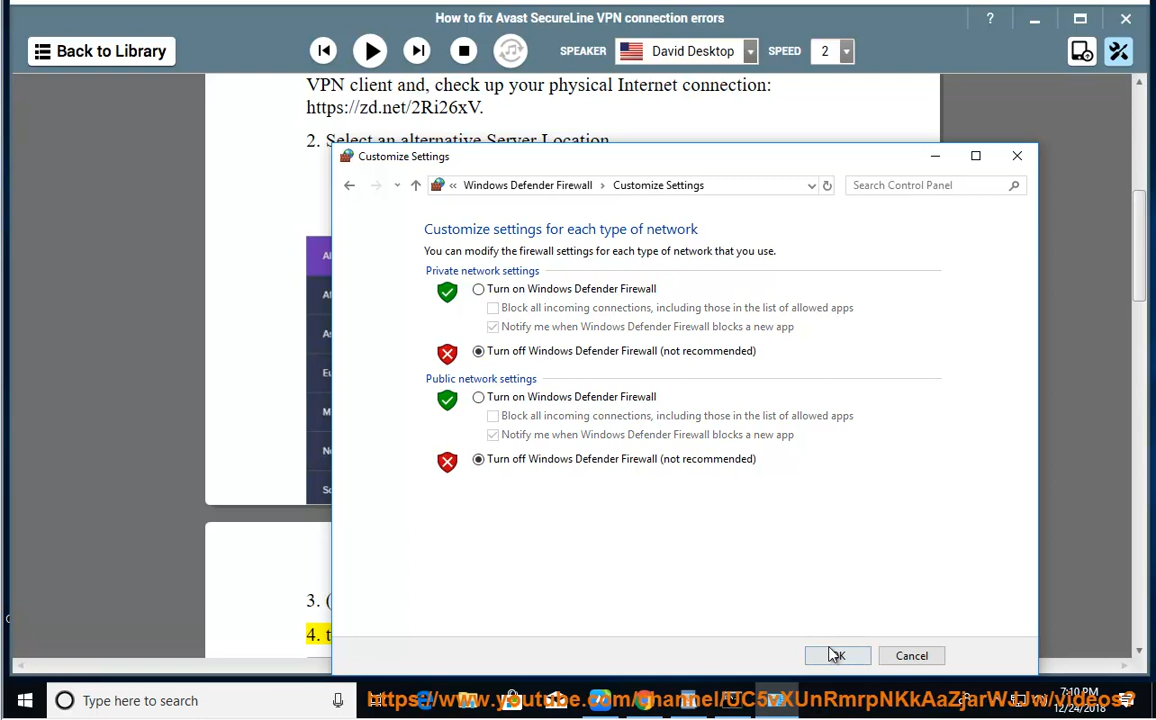 How to fix Avast SecureLine VPN connection errors
?
Back to Library
SPEAKER
David Desktop
SPEED
2
VPN client and, check up your physical Internet connection:
https://zd.net/2Ri26xV.
2. Select an alternative Server Location
Customize Settings
« Windows Defender Firewall > Customize Settings
Search Control Panel
Customize settings for each type of network
You can modify the firewall settings for each type of network that you use.
Private network settings
Turn on Windows Defender Firewall
Block all incoming connections, including those in the list of allowed apps
Notify me when Windows Defender Firewall blocks a new app
Turn off Windows Defender Firewall (not recommended)
Public network settings
Turn on Windows Defender Firewall
Block all incoming connections, including those in the list of allowed apps
Notify me when Windows Defender Firewall blocks a new app
Turn off Windows Defender Firewall (not recommended)
3. (
4. t
OK
Cancel
Type here to search
7:10 PM
12/24/2018